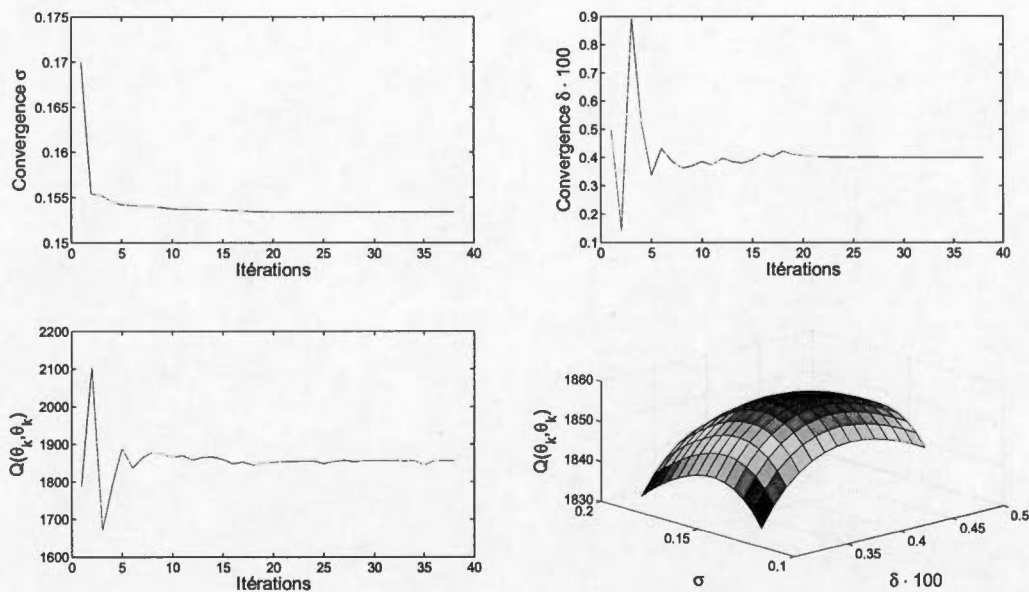 Convergence σ
0.175
0.17
0.165
0.16
0.155
0.15
0 5 10 15 20 25 30 35 40
Itérations
Convergence δ · 100
0.9
0.8
0.7
0.6
0.5
0.4
0.3
0.2
0.1
0 5 10 15 20 25 30 35 40
Itérations
Q(θk,θk)
2200
2100
2000
1900
1800
1700
1600
0 5 10 15 20 25 30 35 40
Itérations
Q(θk,θk)
1860
1850
1840
1830
0.2
0.15
0.1
σ
0.35
0.4
0.45
0.5
δ · 100